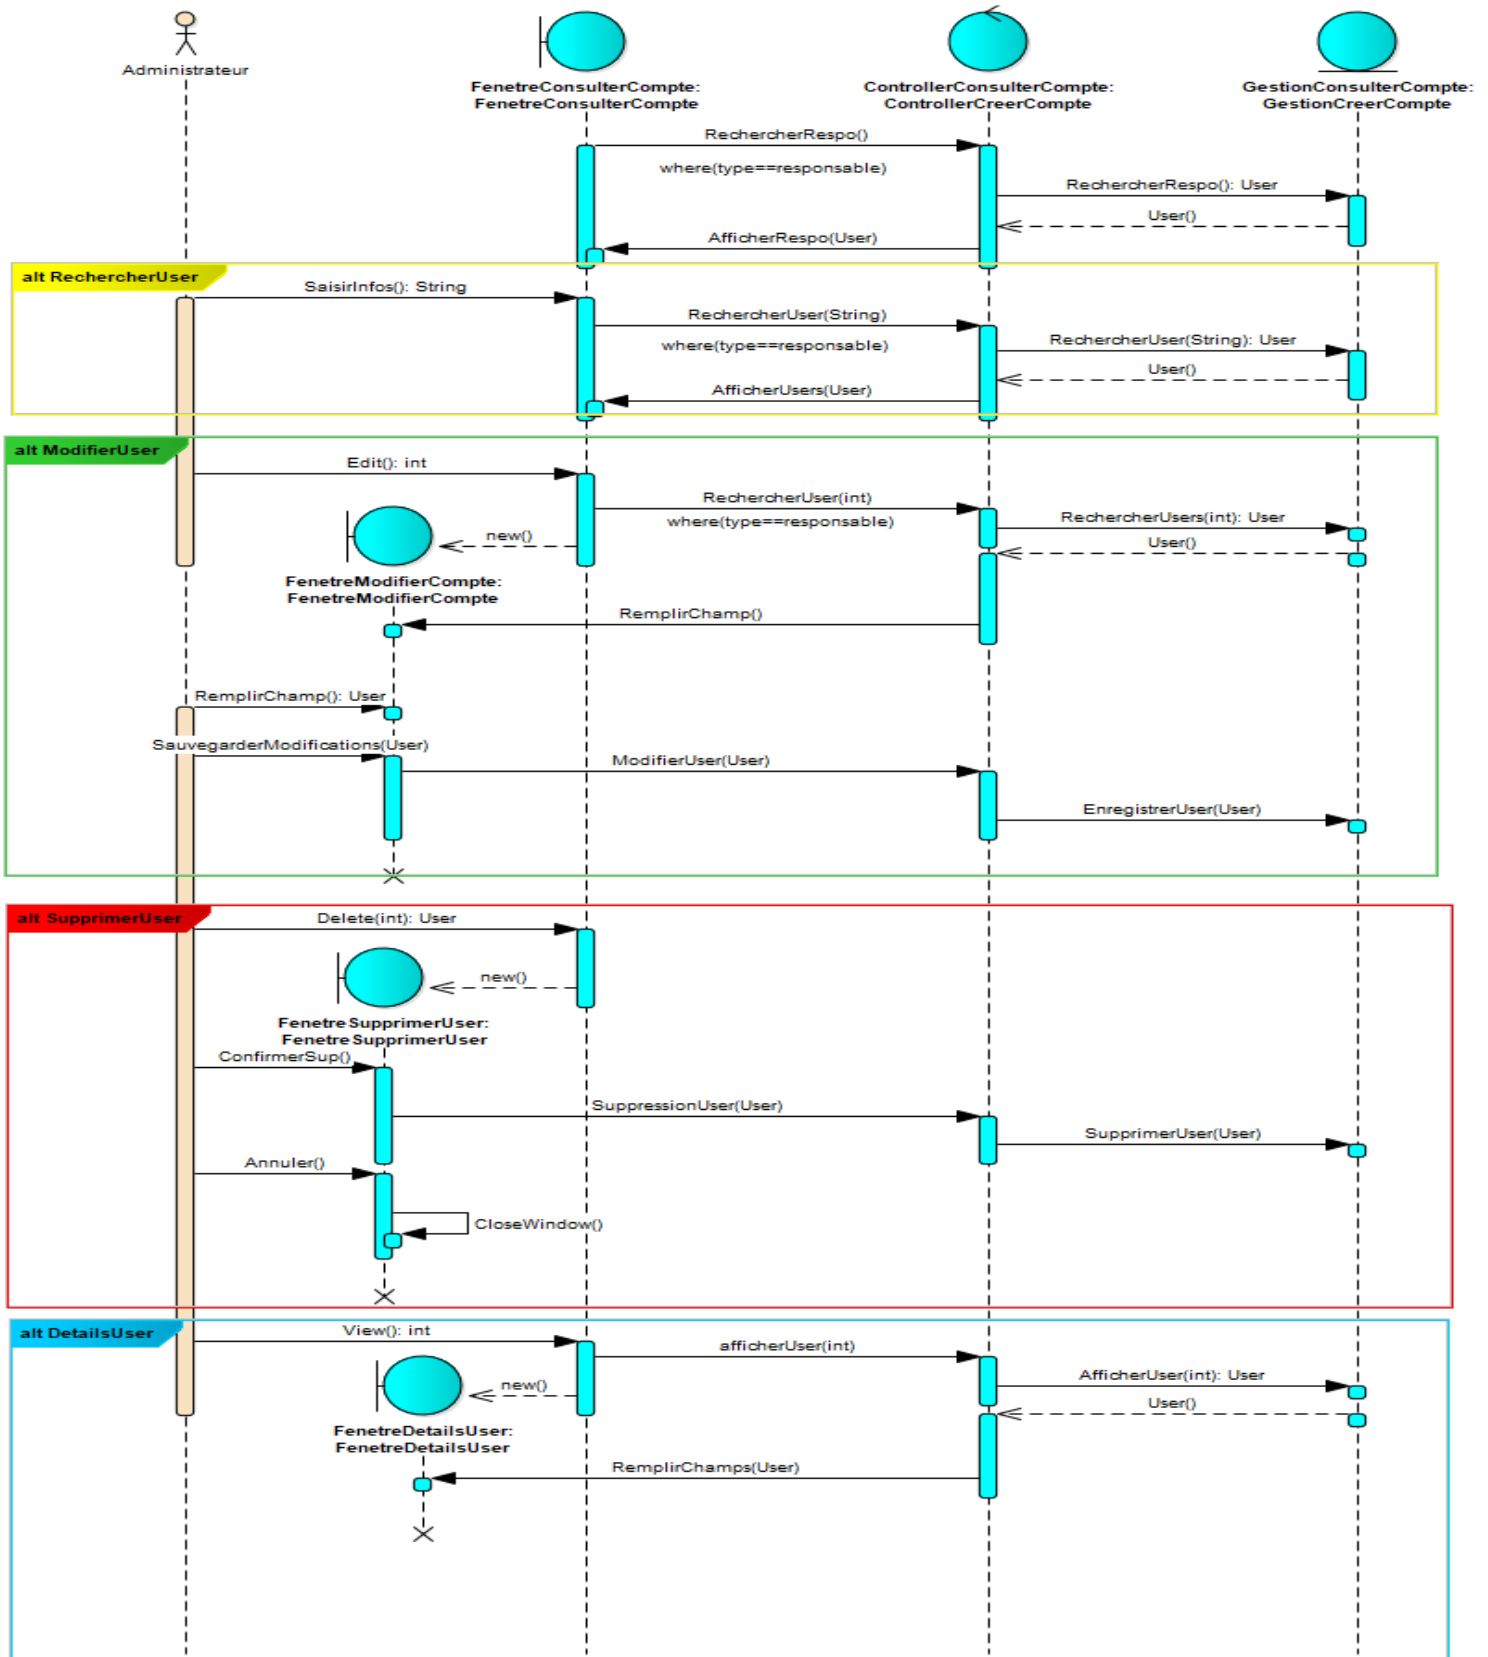 Administrateur
FenetreConsulterCompte:
FenetreConsulterCompte
ControllerConsulterCompte:
ControllerCreerCompte
GestionConsulterCompte:
GestionCreerCompte
RechercherRespo()
where(type==responsable)
RechercherRespo(): User
User()
AfficherRespo(User)
alt RechercherUser
SaisirInfos(): String
RechercherUser(String)
where(type==responsable)
RechercherUser(String): User
User()
AfficherUsers(User)
alt ModifierUser
Edit(): int
RechercherUser(int)
where(type==responsable)
RechercherUsers(int): User
new()
User()
FenetreModifierCompte:
FenetreModifierCompte
RemplirChamp()
RemplirChamp(): User
SauvegarderModifications(User)
ModifierUser(User)
EnregistrerUser(User)
alt SupprimerUser
Delete(int): User
new()
FenetreSupprimerUser:
FenetreSupprimerUser
ConfirmerSup()
SuppressionUser(User)
SupprimerUser(User)
Annuler()
CloseWindow()
alt DetailsUser
View(): int
afficherUser(int)
AfficherUser(int): User
new()
User()
FenetreDetailsUser:
FenetreDetailsUser
RemplirChamps(User)